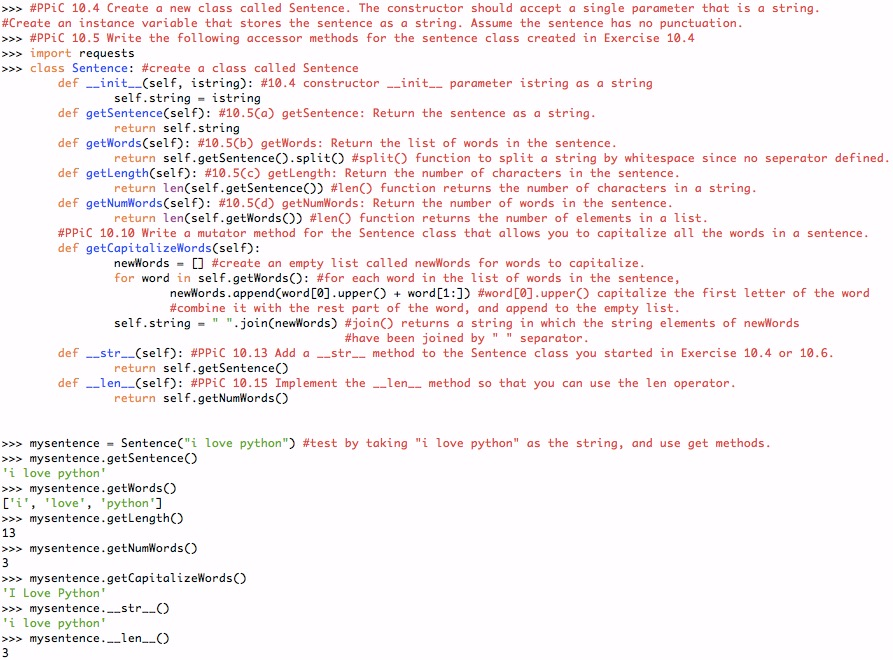 >>> #PPiC 10.4 Create a new class called Sentence. The constructor should accept a single parameter that is a string.
#Create an instance variable that stores the sentence as a string. Assume the sentence has no punctuation.
>>> #PPiC 10.5 Write the following accessor methods for the sentence class created in Exercise 10.4
>>> import requests
>>> class Sentence: #create a class called Sentence
        def __init__(self, istring): #10.4 constructor __init__ parameter istring as a string
                self.string = istring
        def getSentence(self): #10.5(a) getSentence: Return the sentence as a string.
                return self.string
        def getWords(self): #10.5(b) getWords: Return the list of words in the sentence.
                return self.getSentence().split() #split() function to split a string by whitespace since no seperator defined.
        def getLength(self): #10.5(c) getLength: Return the number of characters in the sentence.
                return len(self.getSentence()) #len() function returns the number of characters in a string.
        def getNumWords(self): #10.5(d) getNumWords: Return the number of words in the sentence.
                return len(self.getWords()) #len() function returns the number of elements in a list.
        #PPiC 10.10 Write a mutator method for the Sentence class that allows you to capitalize all the words in a sentence.
        def getCapitalizeWords(self):
                newWords = [] #create an empty list called newWords for words to capitalize.
                for word in self.getWords(): #for each word in the list of words in the sentence,
                        newWords.append(word[0].upper() + word[1:]) #word[0].upper() capitalize the first letter of the word
                        #combine it with the rest part of the word, and append to the empty list.
                self.string = " ".join(newWords) #join() returns a string in which the string elements of newWords
                                                 #have been joined by " " separator.
        def __str__(self): #PPiC 10.13 Add a __str__ method to the Sentence class you started in Exercise 10.4 or 10.6.
                return self.getSentence()
        def __len__(self): #PPiC 10.15 Implement the __len__ method so that you can use the len operator.
                return self.getNumWords()
>>> mysentence = Sentence("i love python") #test by taking "i love python" as the string, and use get methods.
>>> mysentence.getSentence()
'i love python'
>>> mysentence.getWords()
['i', 'love', 'python']
>>> mysentence.getLength()
13
>>> mysentence.getNumWords()
3
>>> mysentence.getCapitalizeWords()
'I Love Python'
>>> mysentence.__str__()
'i love python'
>>> mysentence.__len__()
3